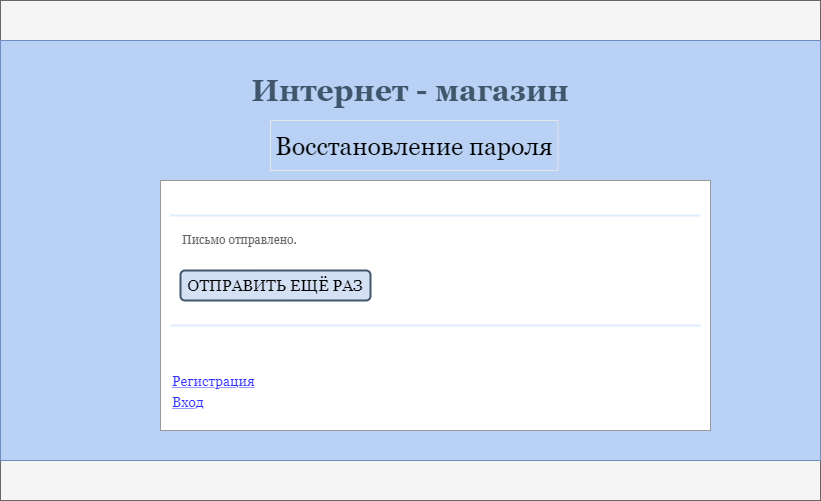 Интернет - магазин
Восстановление пароля
Письмо отправлено.
ОТПРАВИТЬ ЕЩЁ РАЗ
Регистрация
Вход